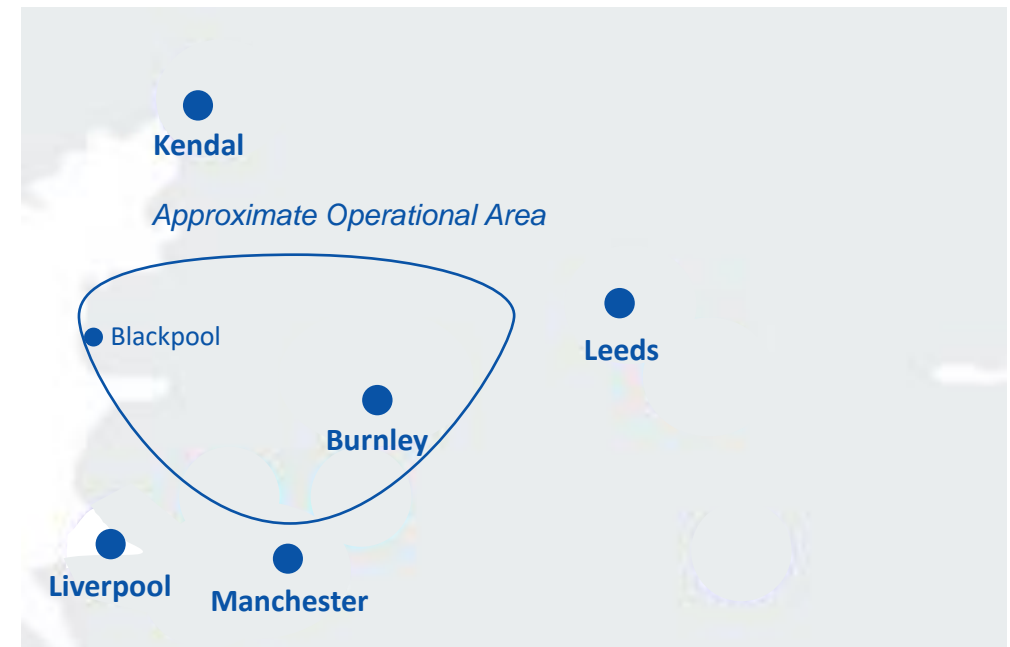 Kendal
Approximate Operational Area
Blackpool
Leeds
Burnley
Liverpool
Manchester